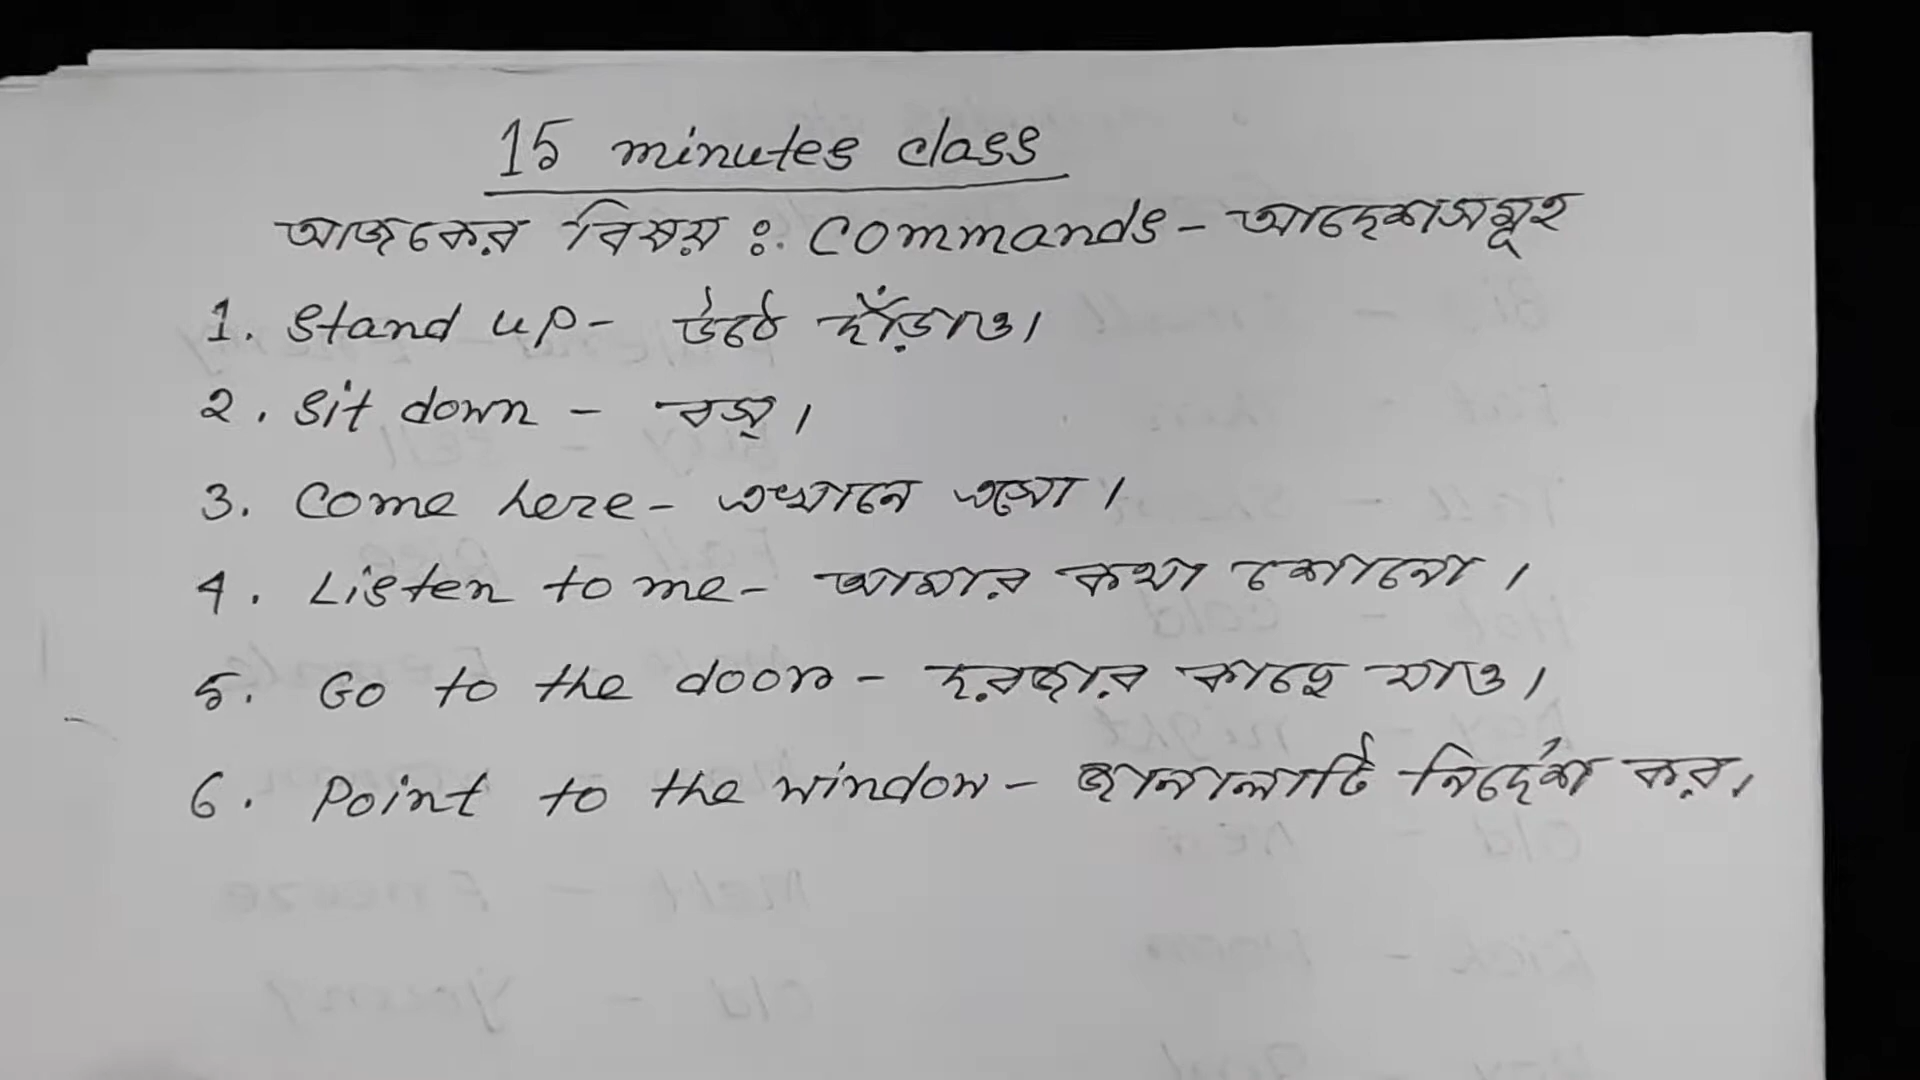 15 minutes class
আজকের বিষয় ঃ. Commands - আদেশসমূহ
1. Stand up - উঠে দাঁড়াও।
2. Sit down - বসু।
3. Come here - এখানে এসো।
4. Listen to me - আমার কথা শোনো।
5. Go to the door - দরজার কাছে যাও।
6. Point to the window - জানালাটি নির্দেশ কর।